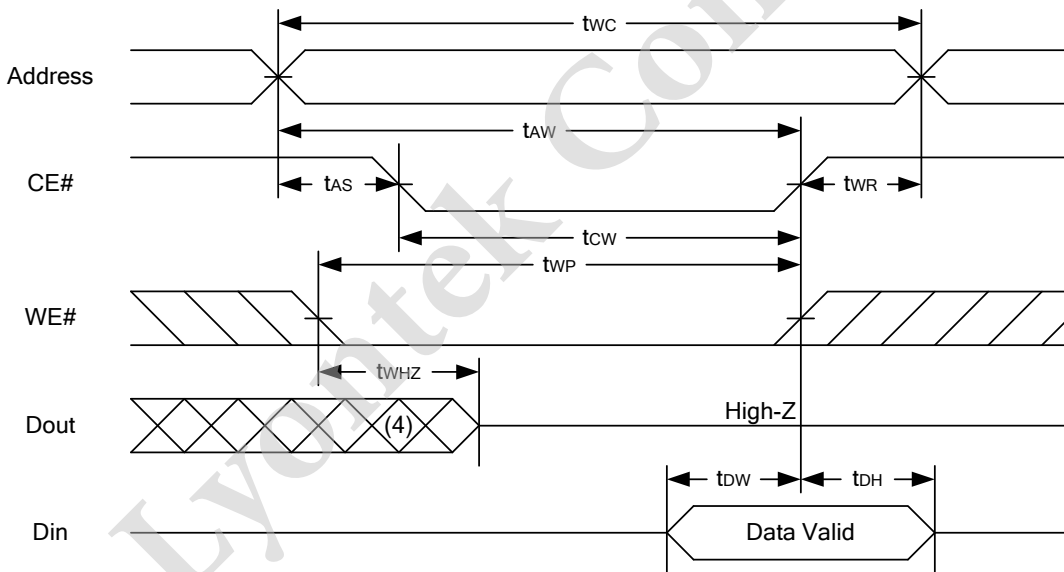 tWC
Address
tAW
CE#
tAS
tWR
tCW
tWP
WE#
tWHZ
Dout
(4)
High-Z
tDW
tDH
Din
Data Valid
Lyontek Con